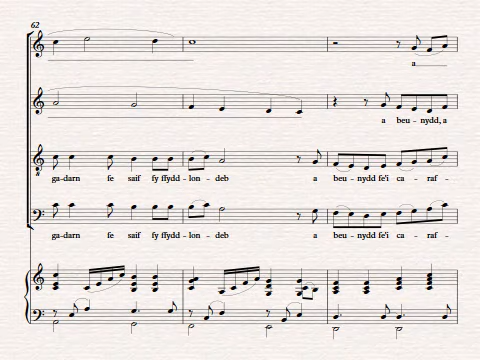 62
a
a beu - nydd, a
ga-darn fe saif fy ffydd - lon - deb a beu - nydd fe'i ca - raf -
ga-darn fe saif fy ffydd - lon - deb a beu - nydd fe'i ca - raf -